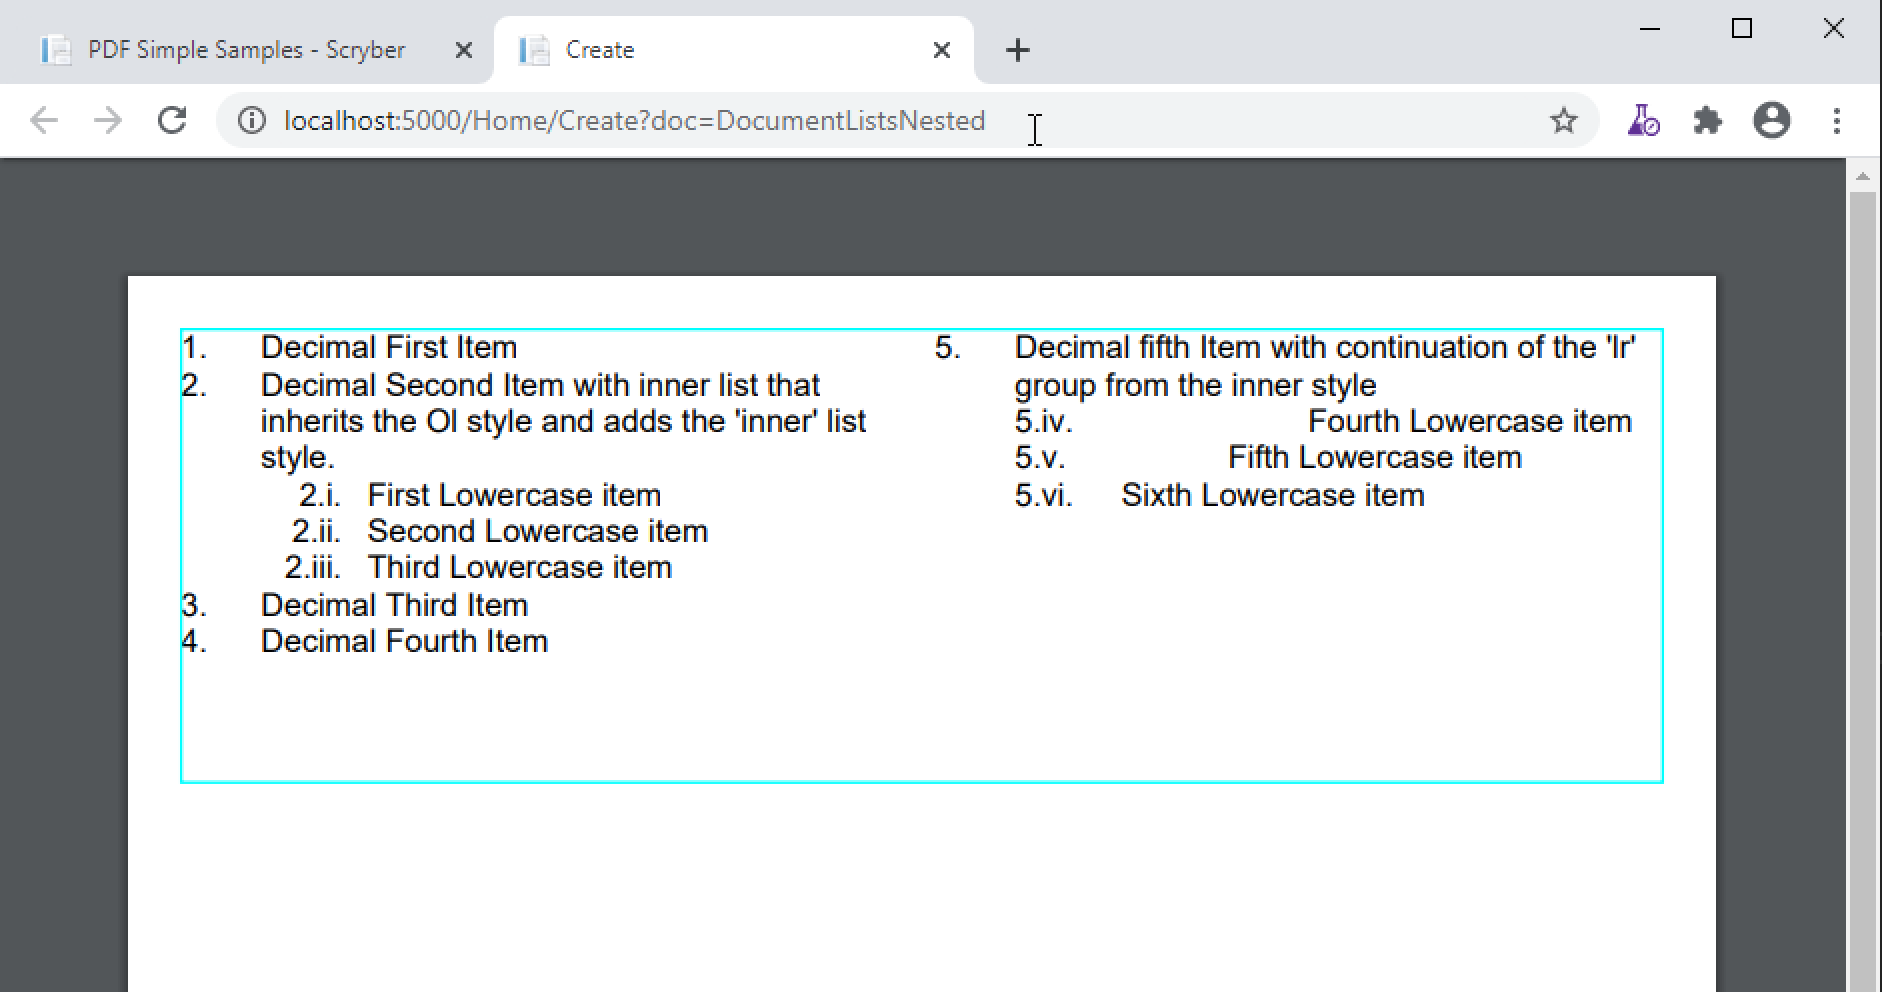 PDF Simple Samples - Scryber
Create
localhost:5000/Home/Create?doc=DocumentListsNested
1. Decimal First Item
2. Decimal Second Item with inner list that
inherits the Ol style and adds the 'inner' list
style.
2.i. First Lowercase item
2.ii. Second Lowercase item
2.iii. Third Lowercase item
3. Decimal Third Item
4. Decimal Fourth Item
5. Decimal fifth Item with continuation of the 'lr'
group from the inner style
5.iv. Fourth Lowercase item
5.v. Fifth Lowercase item
5.vi. Sixth Lowercase item